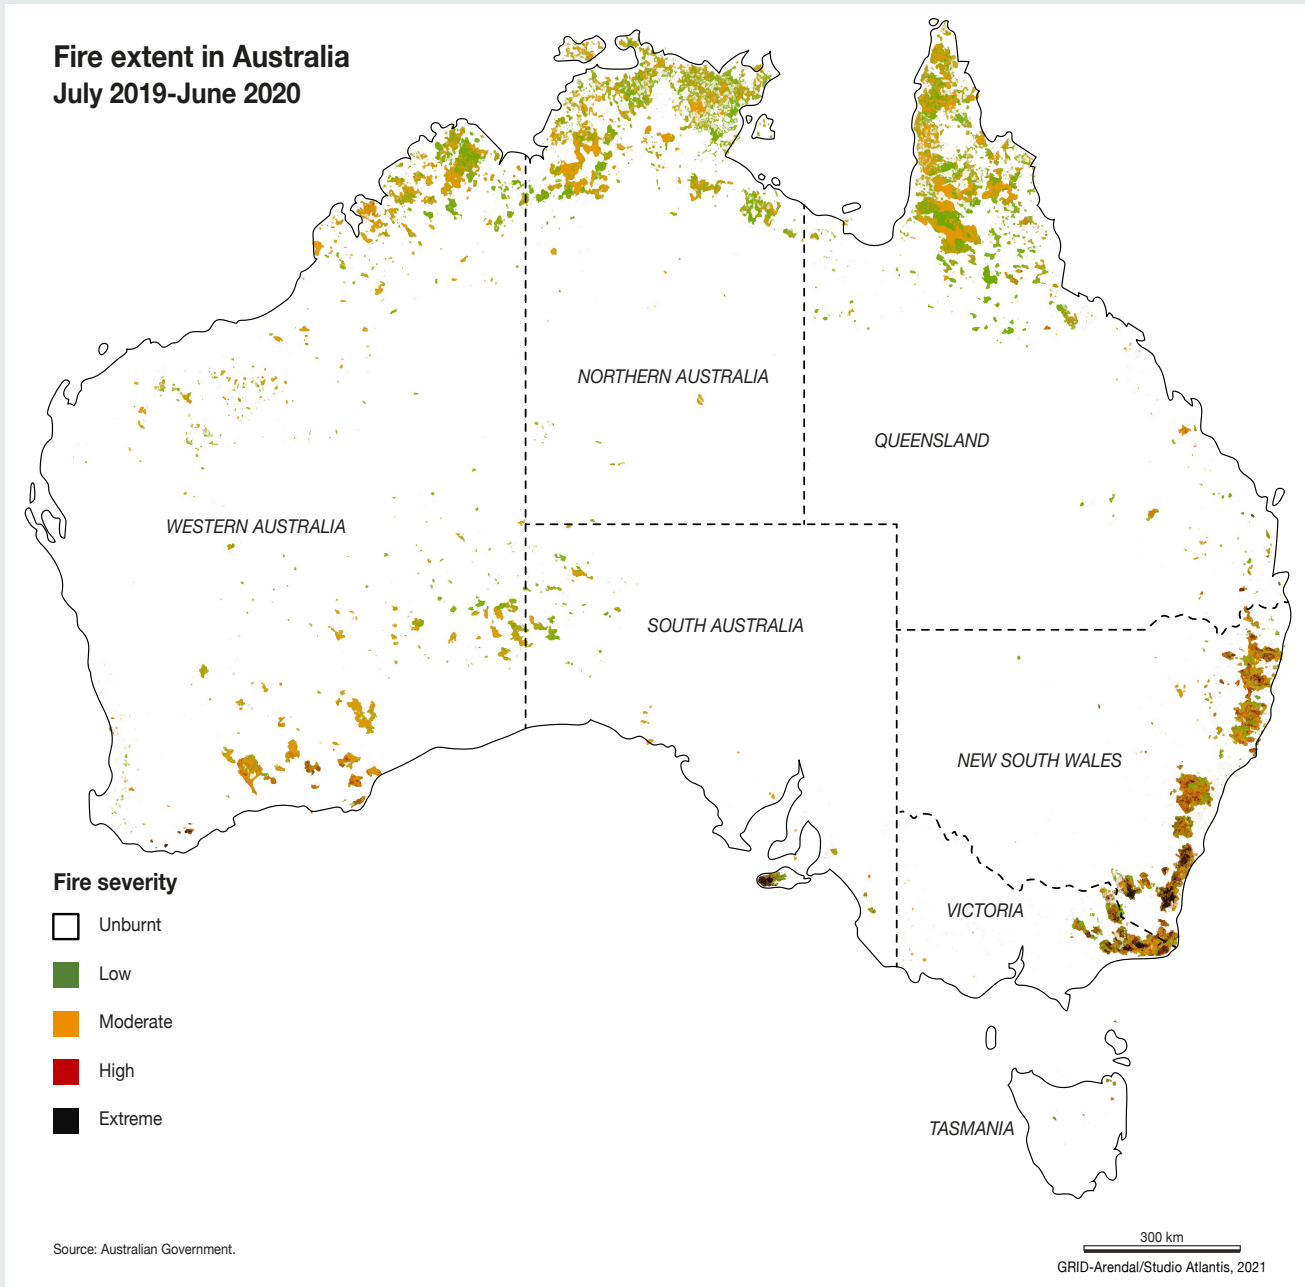 Fire extent in Australia
July 2019-June 2020
NORTHERN AUSTRALIA
QUEENSLAND
WESTERN AUSTRALIA
SOUTH AUSTRALIA
NEW SOUTH WALES
VICTORIA
TASMANIA
Fire severity
Unburnt
Low
Moderate
High
Extreme
Source: Australian Government.
300 km
GRID-Arendal/Studio Atlantis, 2021